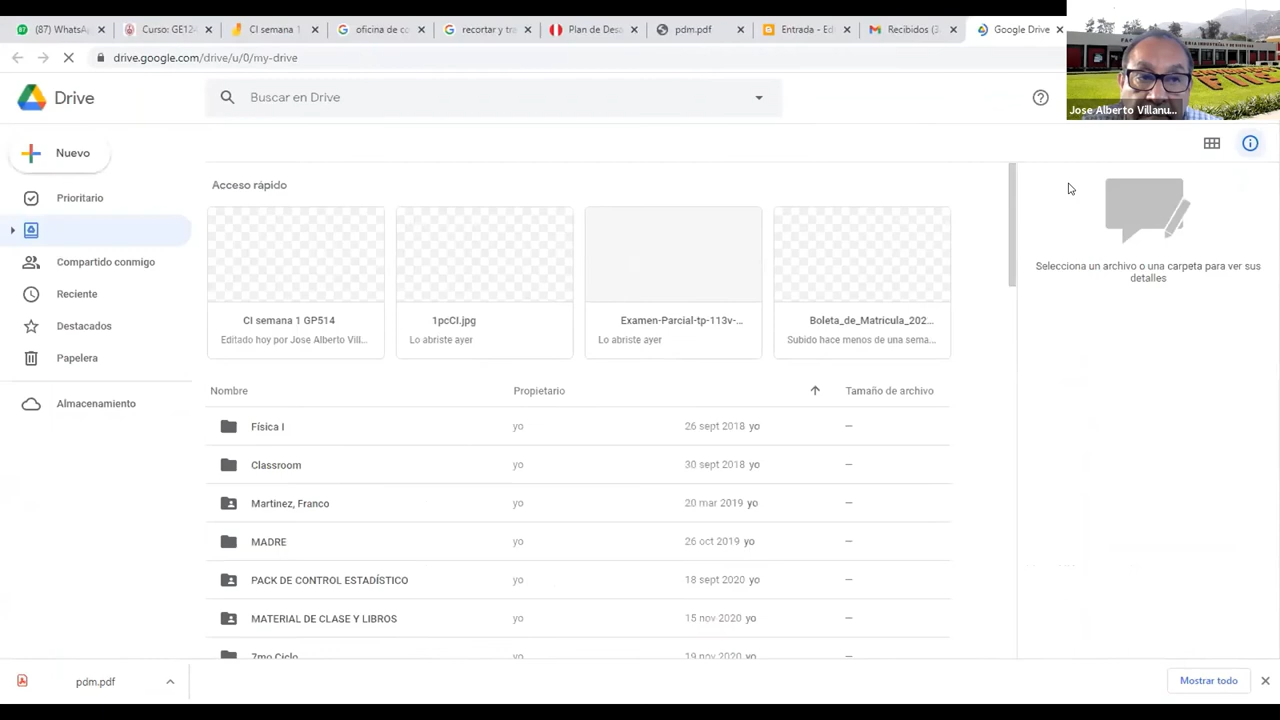 (87) WhatsA
Curso: GE124
CI semana 1
oficina de co
recortar y tr
Plan de Des
pdm.pdf
Entrada - Ed
Recibidos (3
Google Drive
drive.google.com/drive/u/0/my-drive
Drive
Buscar en Drive
Jose Alberto Villanu...
Nuevo
Prioritario
Compartido conmigo
Reciente
Destacados
Papelera
Almacenamiento
Acceso rápido
CI semana 1 GP514
Editado hoy por Jose Alberto Vill...
1pcCI.jpg
Lo abriste ayer
Examen-Parcial-tp-113v-...
Lo abriste ayer
Boleta_de_Matricula_202...
Subido hace menos de una sema...
Nombre Propietario Tamaño de archivo
Física I yo 26 sept 2018 yo —
Classroom yo 30 sept 2018 yo —
Martinez, Franco yo 20 mar 2019 yo —
MADRE yo 26 oct 2019 yo —
PACK DE CONTROL ESTADÍSTICO yo 18 sept 2020 yo —
MATERIAL DE CLASE Y LIBROS yo 15 nov 2020 yo —
7mo Ciclo yo 19 nov 2020 yo —
Selecciona un archivo o una carpeta para ver sus
detalles
pdm.pdf
Mostrar todo